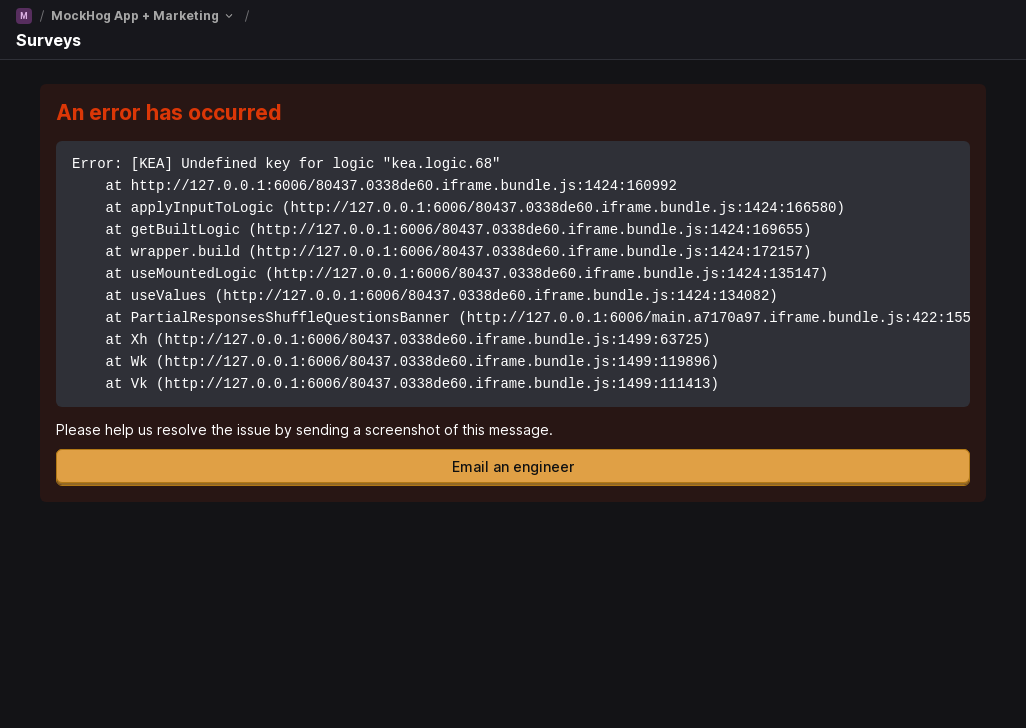 M / MockHog App + Marketing /
Surveys
An error has occurred
Error: [KEA] Undefined key for logic "kea.logic.68"
    at http://127.0.0.1:6006/80437.0338de60.iframe.bundle.js:1424:160992
    at applyInputToLogic (http://127.0.0.1:6006/80437.0338de60.iframe.bundle.js:1424:166580)
    at getBuiltLogic (http://127.0.0.1:6006/80437.0338de60.iframe.bundle.js:1424:169655)
    at wrapper.build (http://127.0.0.1:6006/80437.0338de60.iframe.bundle.js:1424:172157)
    at useMountedLogic (http://127.0.0.1:6006/80437.0338de60.iframe.bundle.js:1424:135147)
    at useValues (http://127.0.0.1:6006/80437.0338de60.iframe.bundle.js:1424:134082)
    at PartialResponsesShuffleQuestionsBanner (http://127.0.0.1:6006/main.a7170a97.iframe.bundle.js:422:155
    at Xh (http://127.0.0.1:6006/80437.0338de60.iframe.bundle.js:1499:63725)
    at Wk (http://127.0.0.1:6006/80437.0338de60.iframe.bundle.js:1499:119896)
    at Vk (http://127.0.0.1:6006/80437.0338de60.iframe.bundle.js:1499:111413)
Please help us resolve the issue by sending a screenshot of this message.
Email an engineer